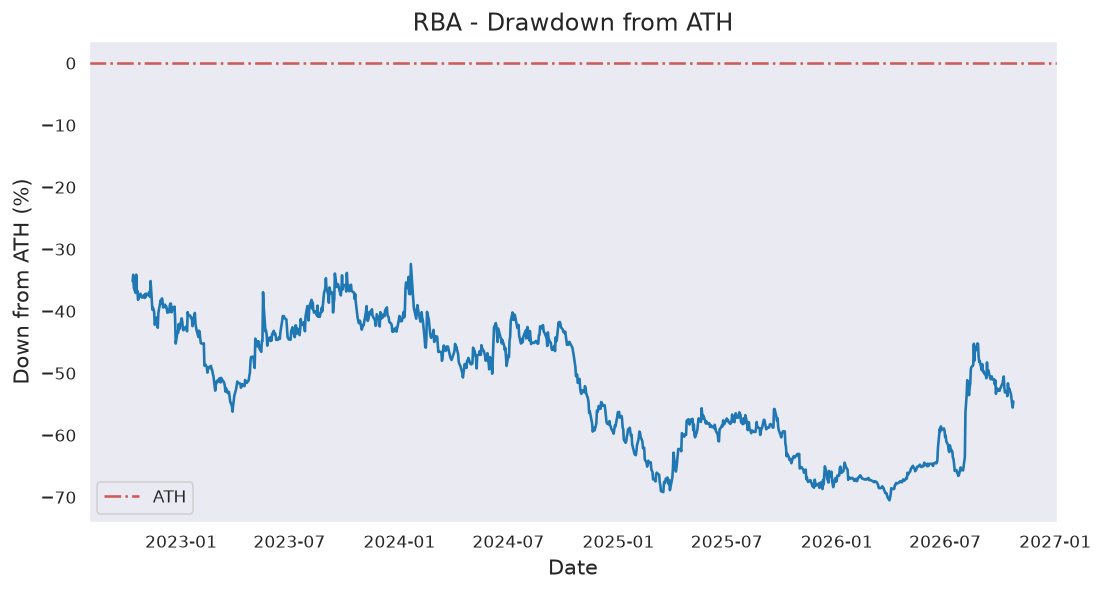 RBA - Drawdown from ATH
Down from ATH (%)
0
−10
−20
−30
−40
−50
−60
−70
ATH
2023-01 2023-07 2024-01 2024-07 2025-01 2025-07 2026-01 2026-07 2027-01
Date